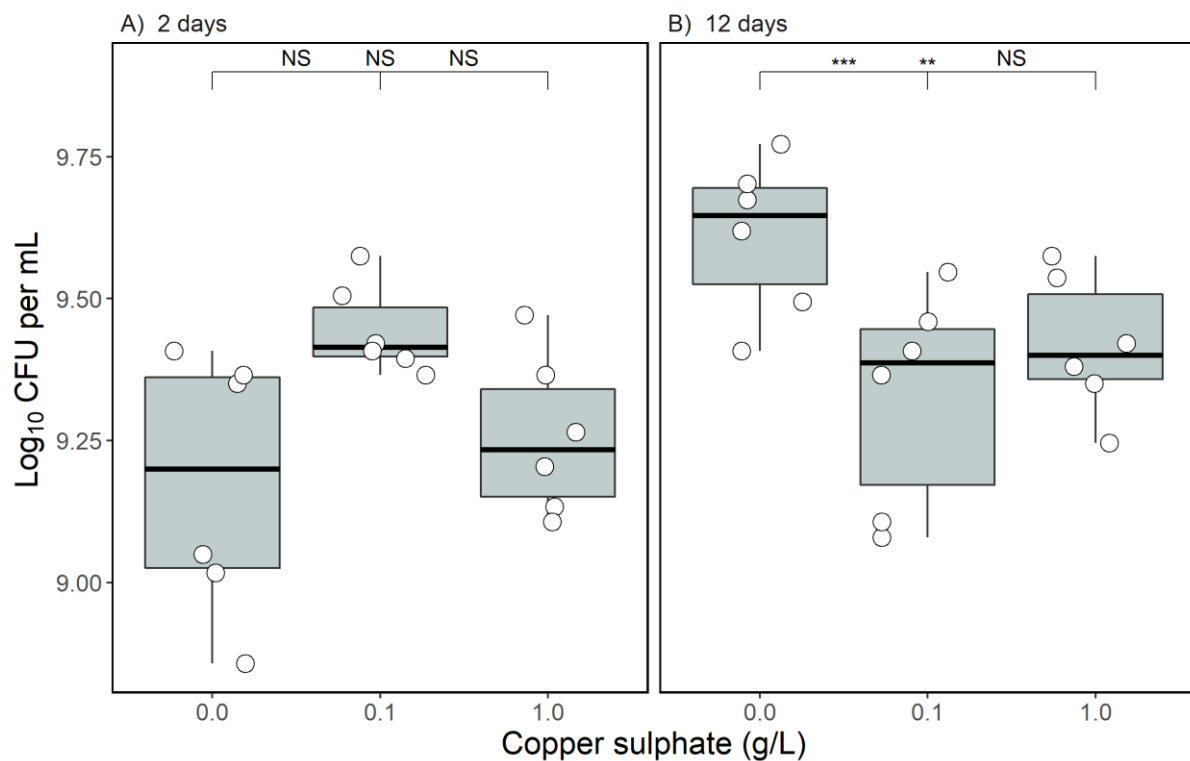 A) 2 days
B) 12 days
NS NS NS
*** ** NS
Log₁₀ CFU per mL
9.75
9.50
9.25
9.00
0.0 0.1 1.0
0.0 0.1 1.0
Copper sulphate (g/L)